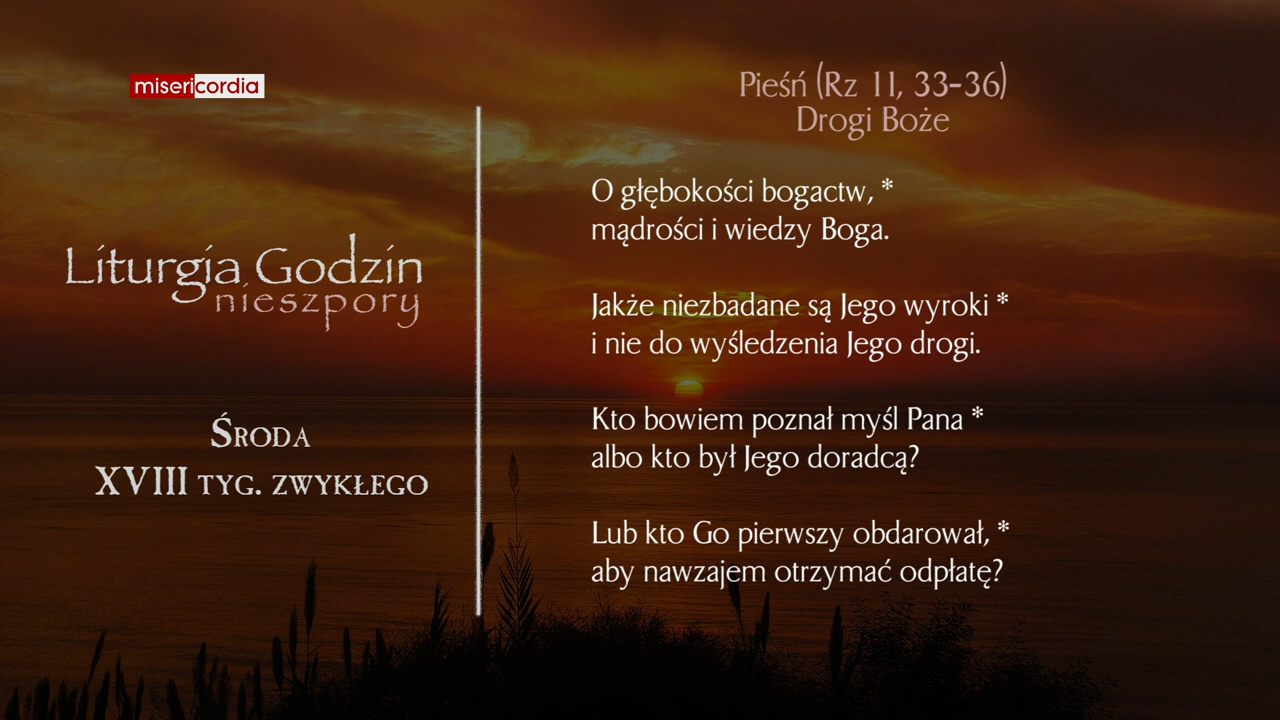 misericordia
Liturgia Godzin
nieszpory
Środa
XVIII tyg. zwykłego
Pieśń (Rz 11, 33-36)
Drogi Boże
O głębokości bogactw, *
mądrości i wiedzy Boga.
Jakże niezbadane są Jego wyroki *
i nie do wyśledzenia Jego drogi.
Kto bowiem poznał myśl Pana *
albo kto był Jego doradcą?
Lub kto Go pierwszy obdarował, *
aby nawzajem otrzymać odpłatę?